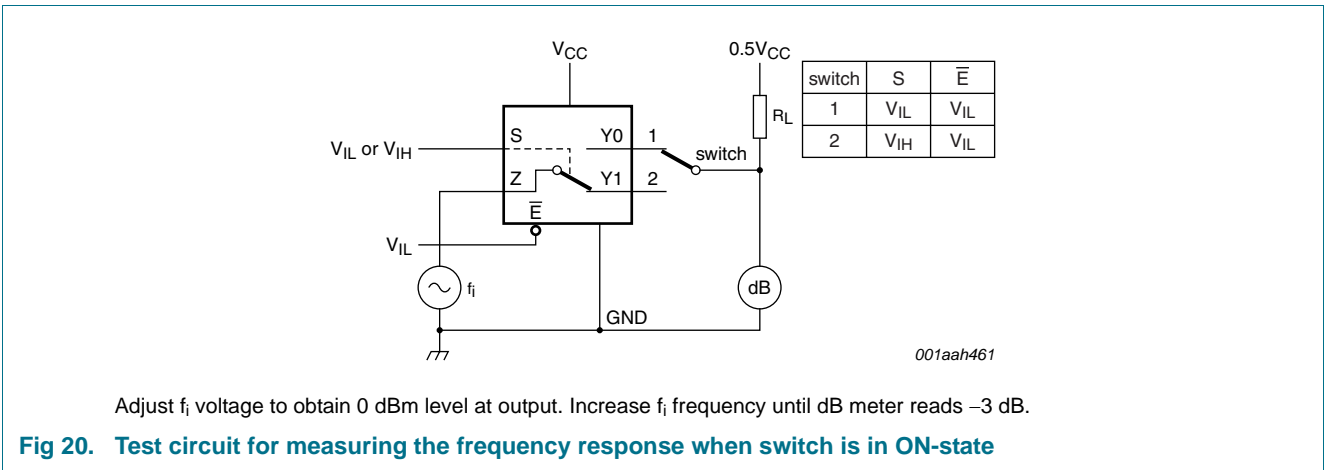 VCC
0.5VCC
switch S E̅
1 VIL VIL
2 VIH VIL
RL
S Y0 1
VIL or VIH
switch
Z Y1 2
E̅
VIL
fi
dB
GND
001aah461
Adjust fi voltage to obtain 0 dBm level at output. Increase fi frequency until dB meter reads −3 dB.
Fig 20. Test circuit for measuring the frequency response when switch is in ON-state